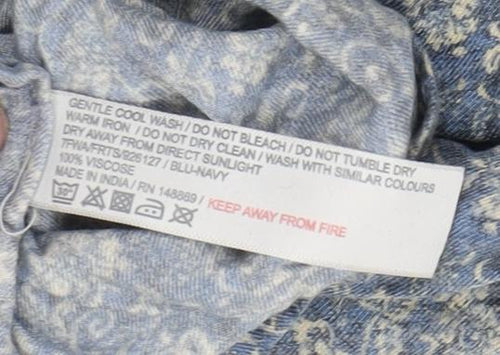 GENTLE COOL WASH / DO NOT BLEACH / DO NOT TUMBLE DRY
WARM IRON / DO NOT DRY CLEAN / WASH WITH SIMILAR COLOURS
DRY AWAY FROM DIRECT SUNLIGHT
7FWA/FRTS/926127 / BLU-NAVY
100% VISCOSE
MADE IN INDIA / RN 148889 / KEEP AWAY FROM FIRE